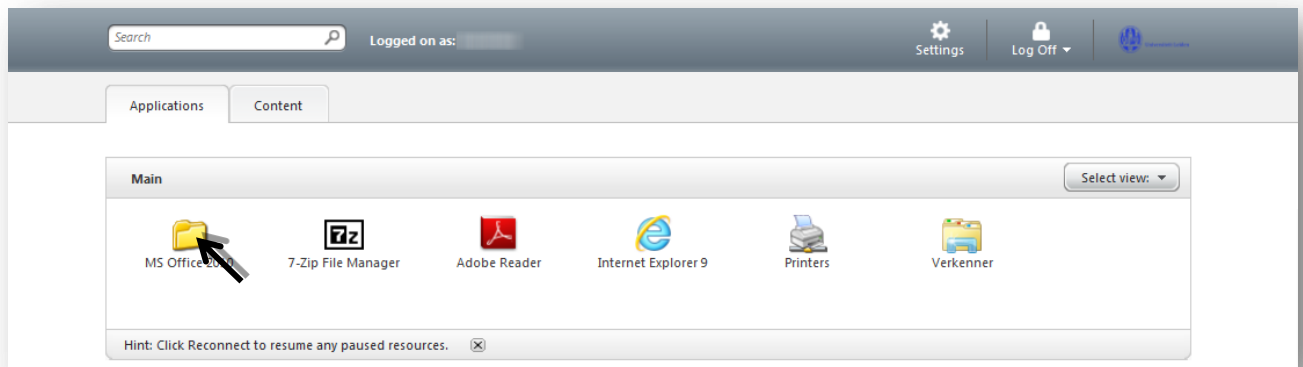 Search
Logged on as:
Settings
Log Off
Applications
Content
Main
Select view:
MS Office 2010
7-Zip File Manager
Adobe Reader
Internet Explorer 9
Printers
Verkenner
Hint: Click Reconnect to resume any paused resources.